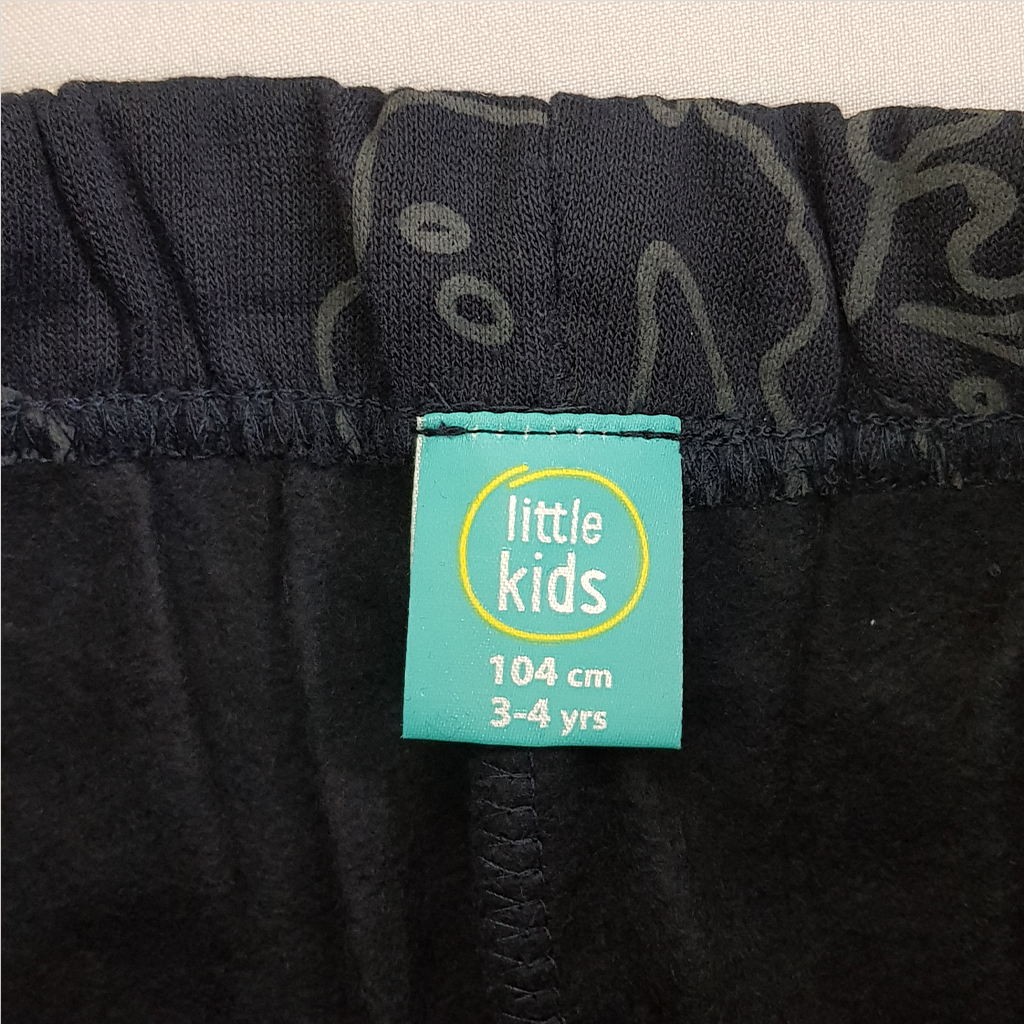 little
kids
104 cm
3-4 yrs